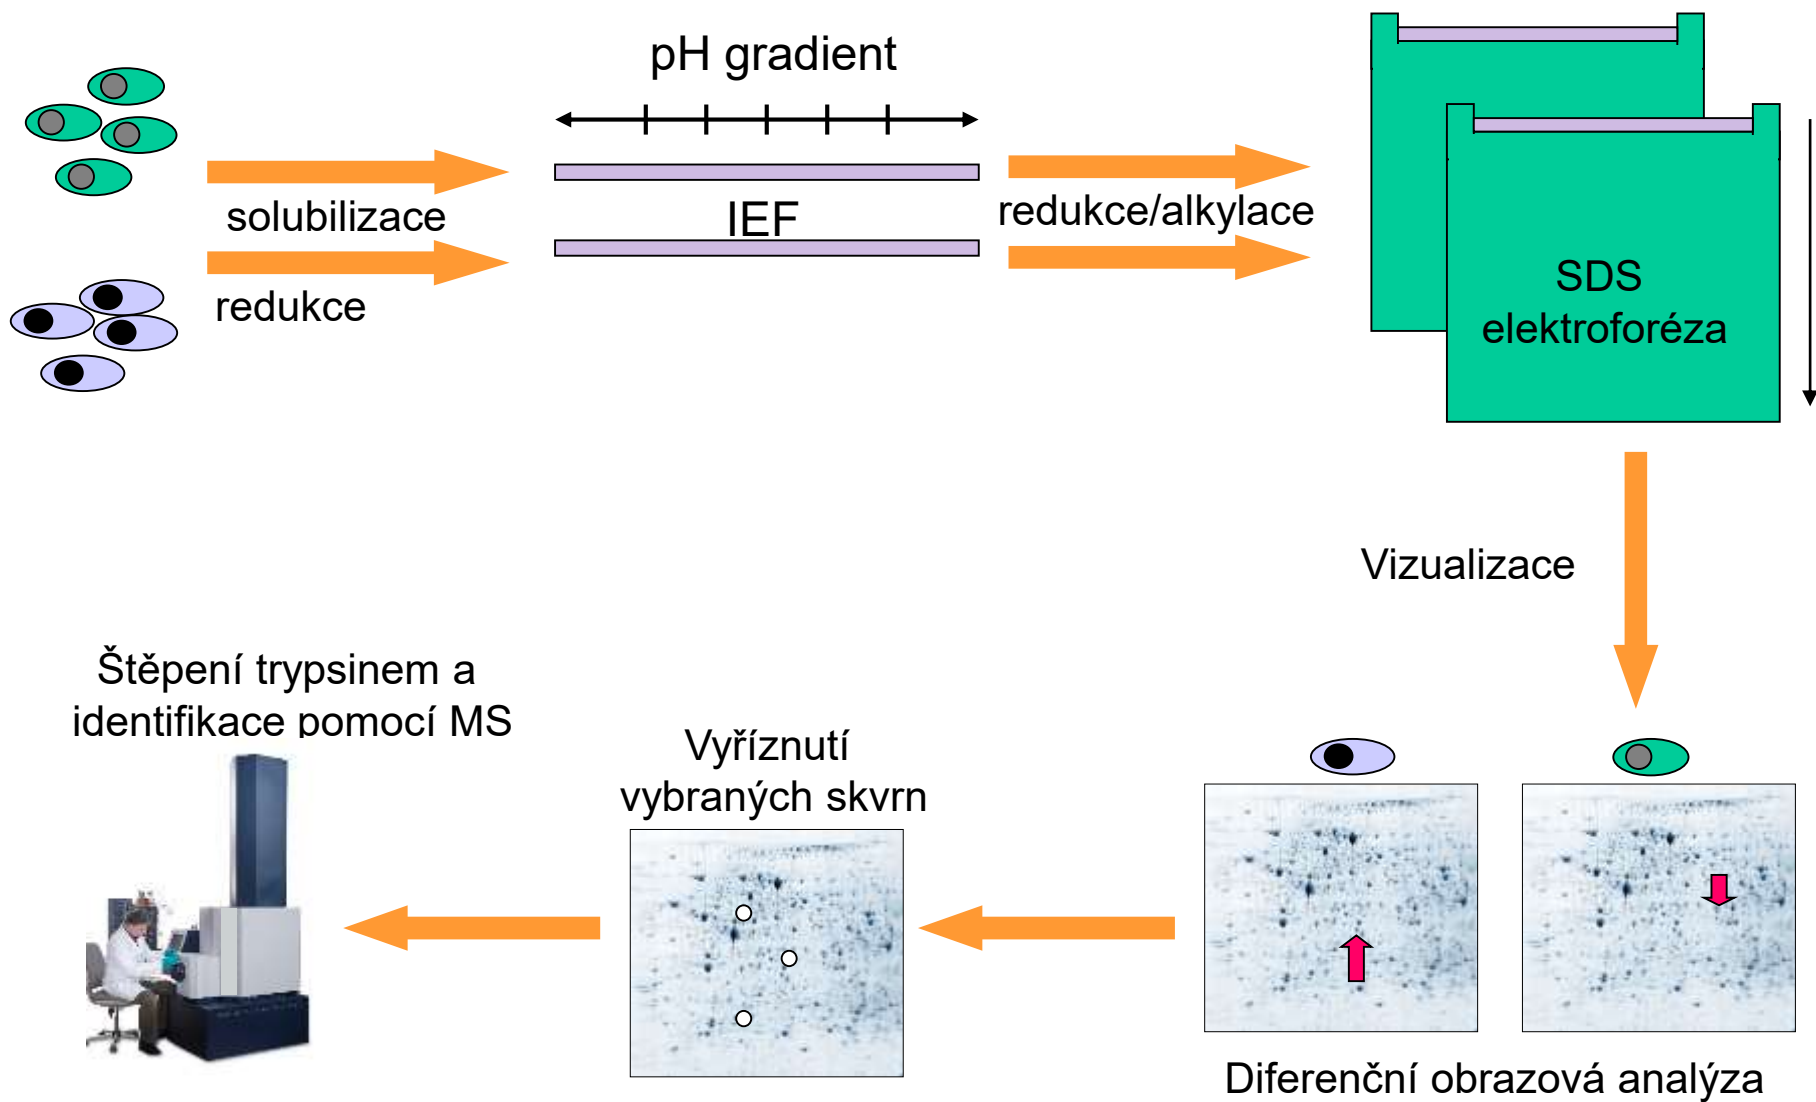 pH gradient
solubilizace
redukce
IEF
redukce/alkylace
SDS
elektroforéza
Vizualizace
Štěpení trypsinem a
identifikace pomocí MS
Vyříznutí
vybraných skvrn
Diferenční obrazová analýza